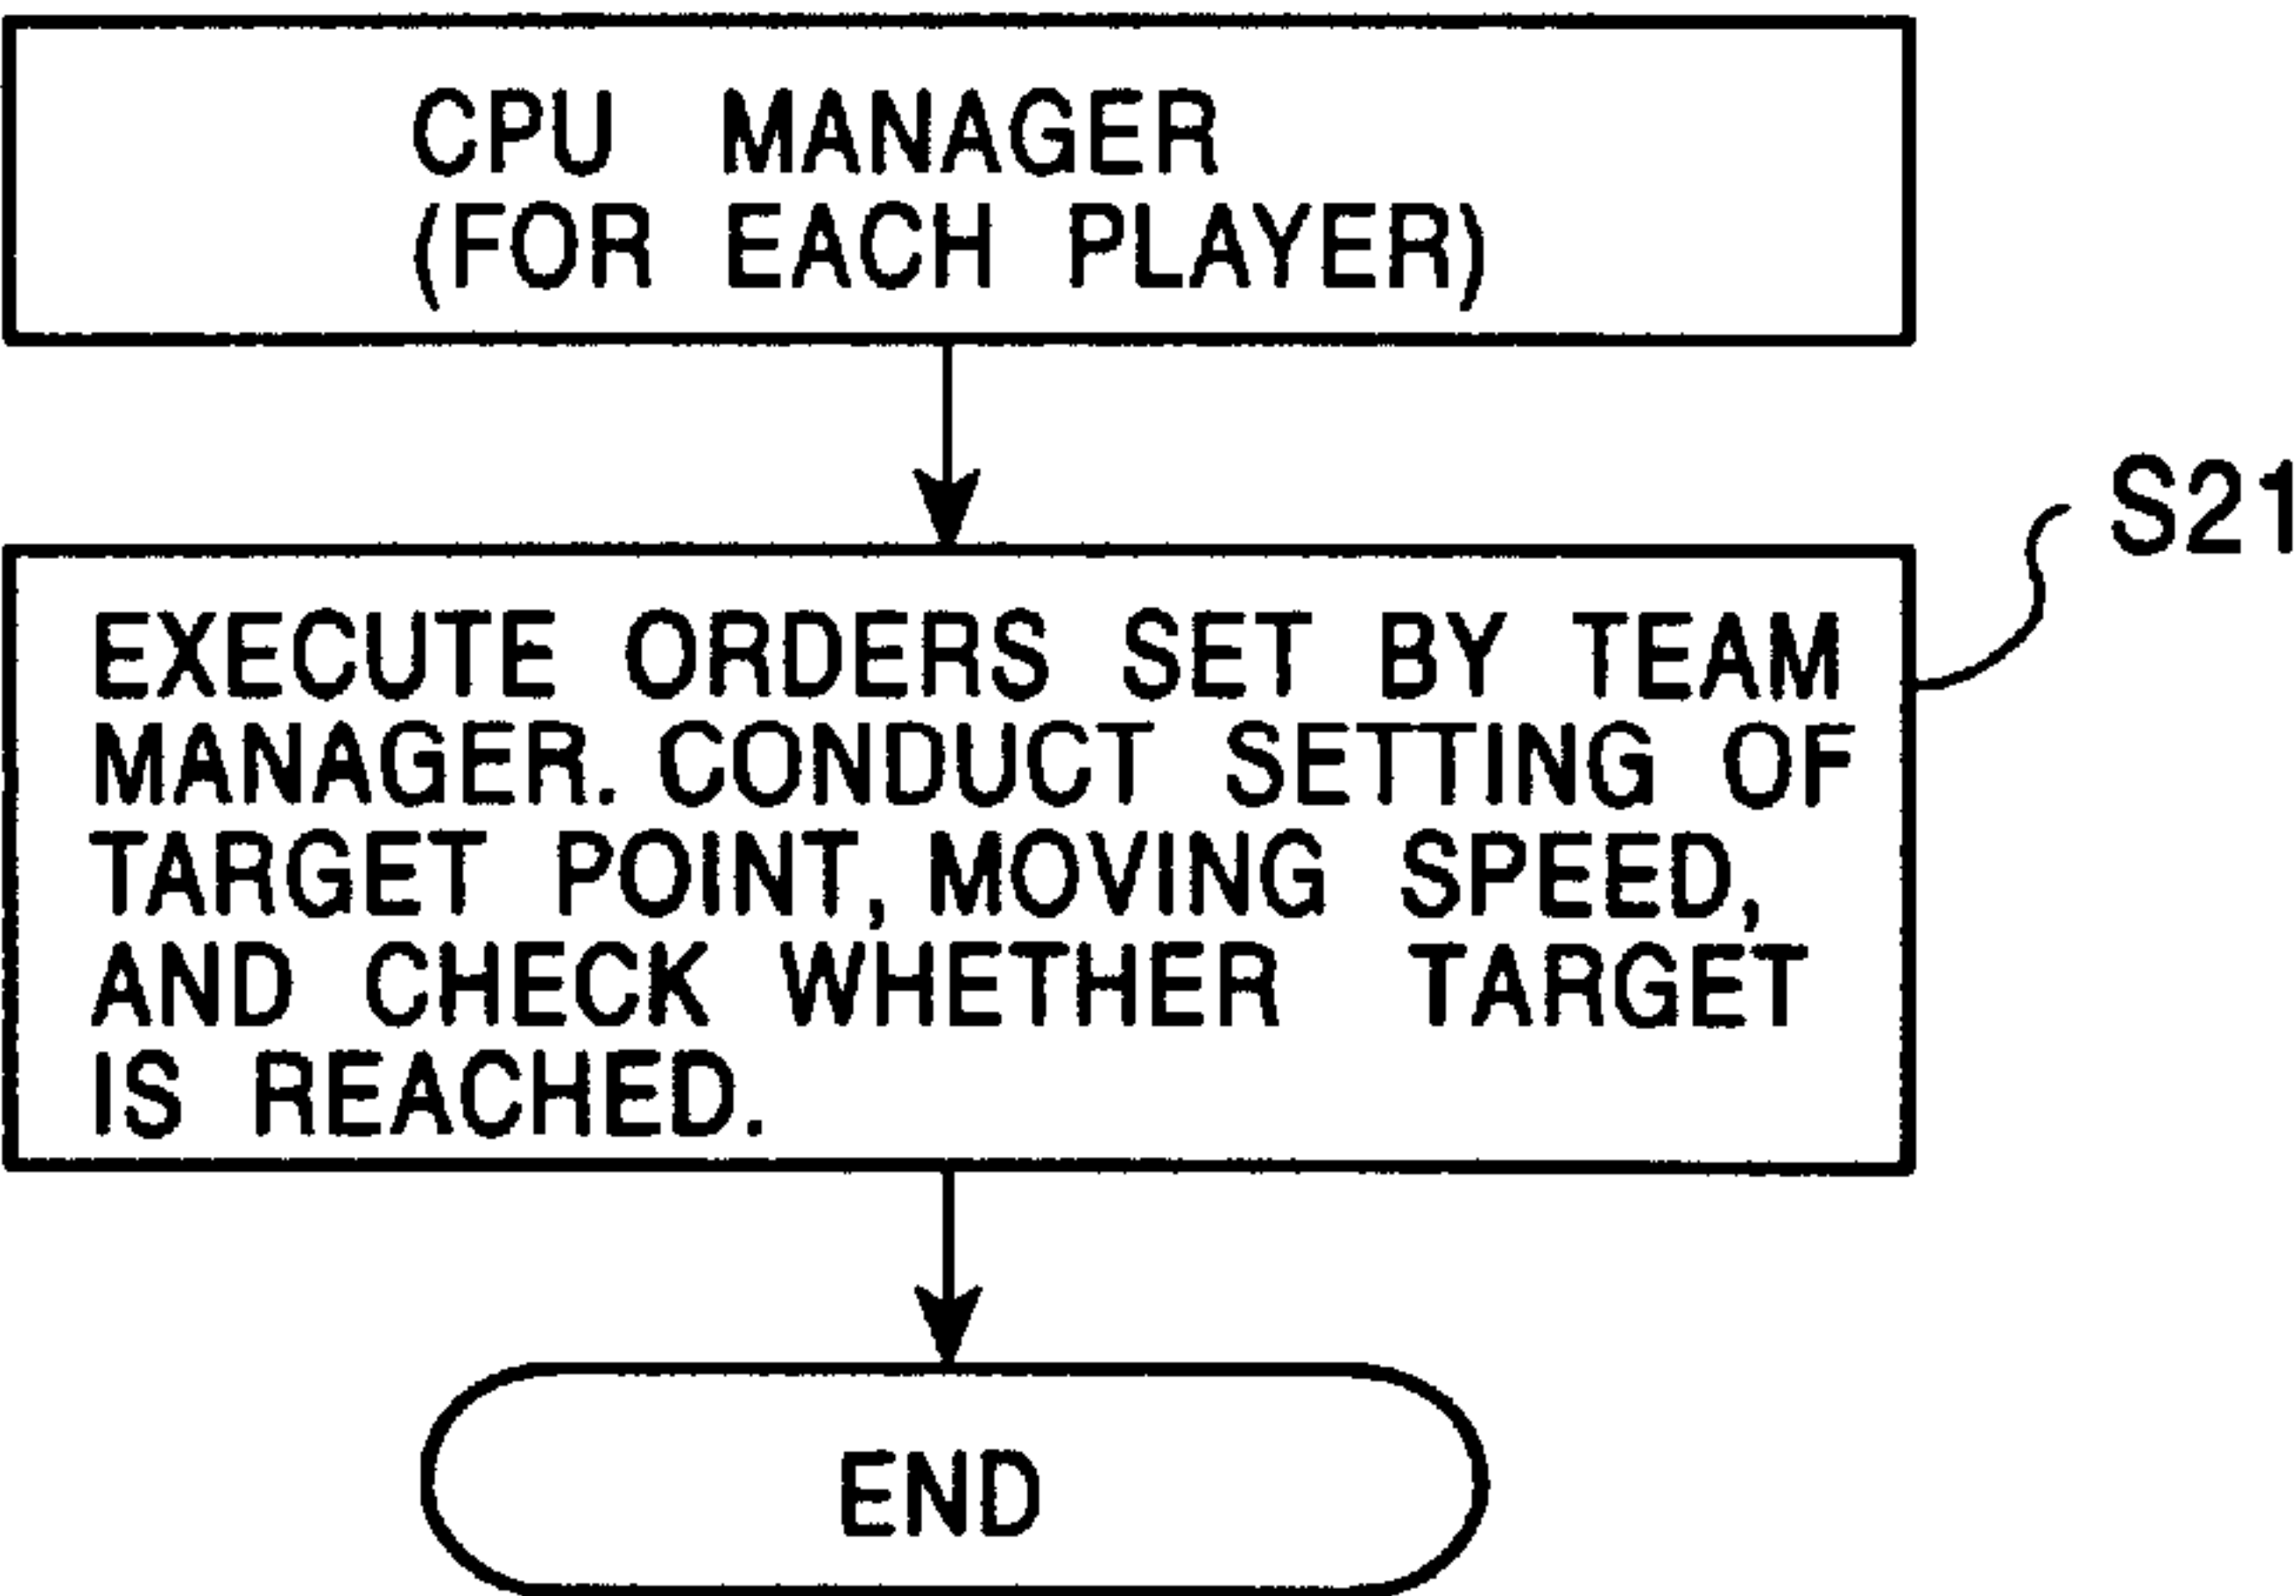 CPU MANAGER
(FOR EACH PLAYER)
S21
EXECUTE ORDERS SET BY TEAM
MANAGER. CONDUCT SETTING OF
TARGET POINT, MOVING SPEED,
AND CHECK WHETHER TARGET
IS REACHED.
END